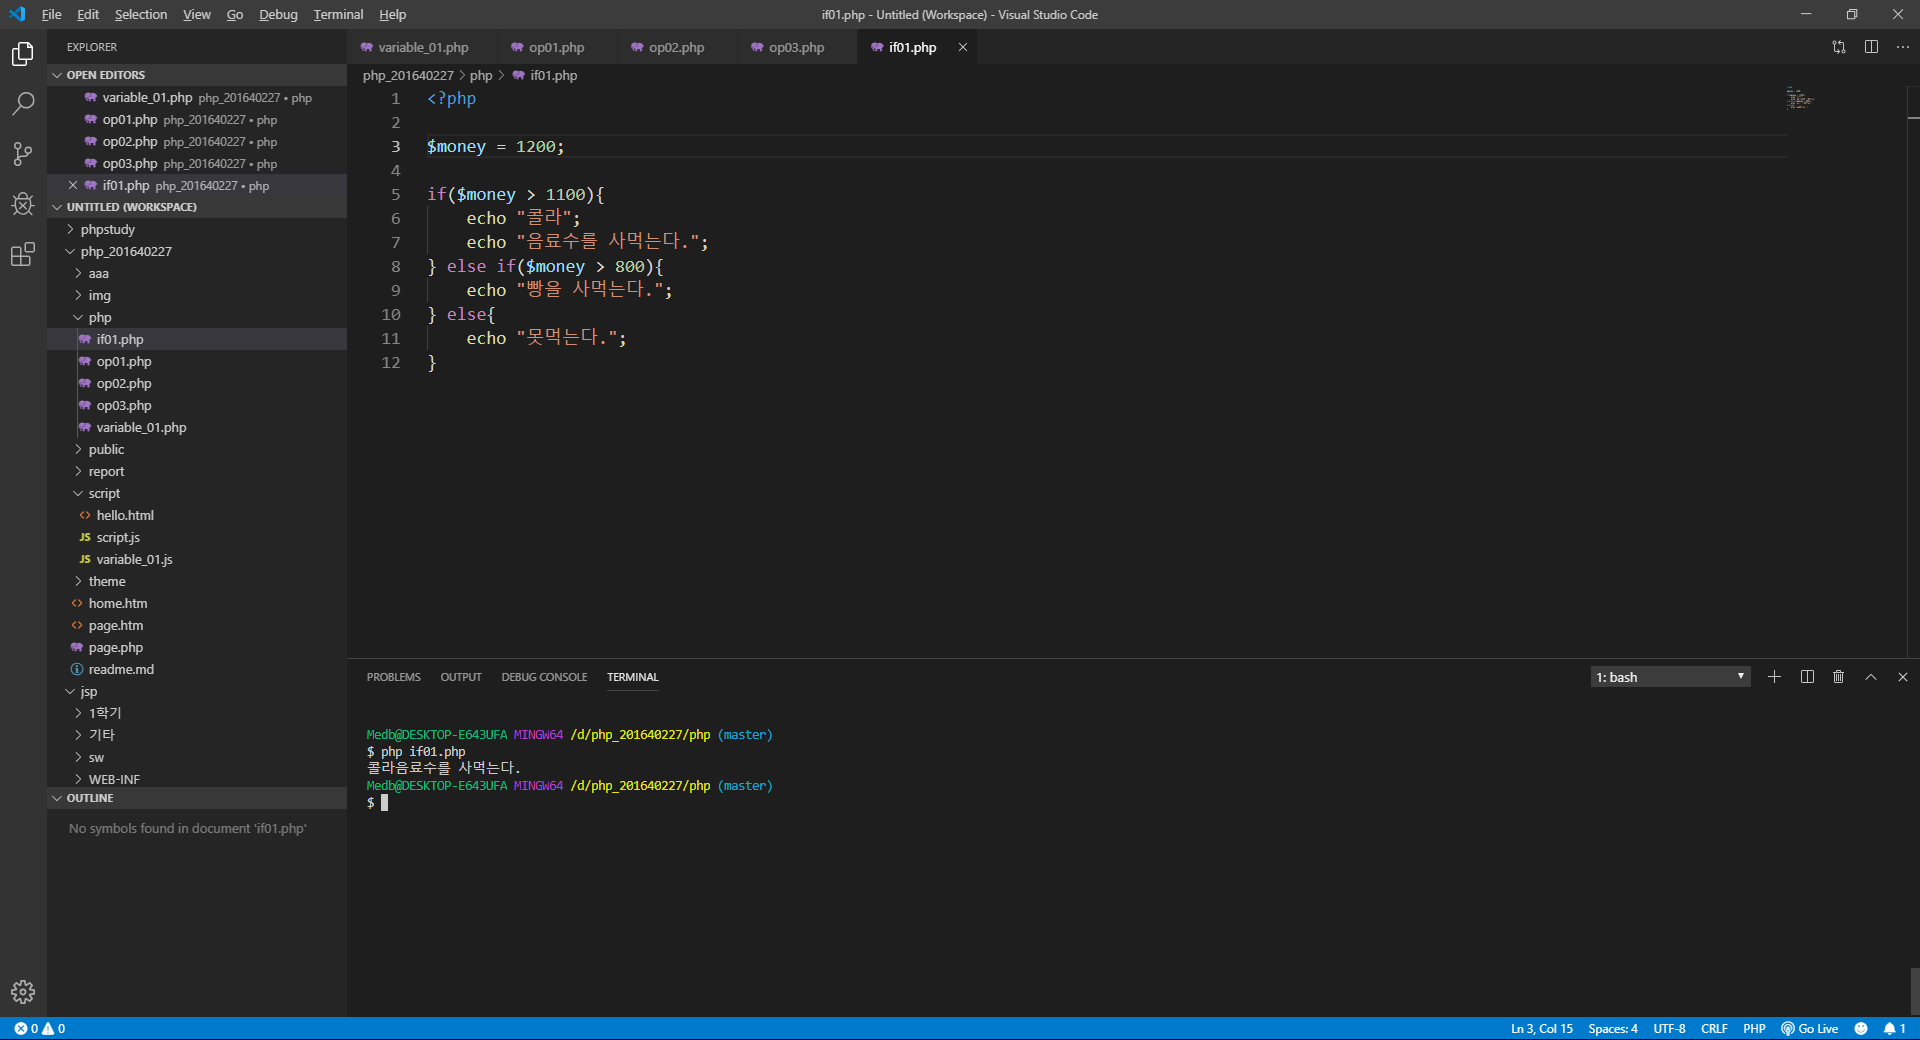 File Edit Selection View Go Debug Terminal Help
if01.php - Untitled (Workspace) - Visual Studio Code
EXPLORER
OPEN EDITORS
variable_01.php php_201640227 • php
op01.php php_201640227 • php
op02.php php_201640227 • php
op03.php php_201640227 • php
if01.php php_201640227 • php
UNTITLED (WORKSPACE)
phpstudy
php_201640227
aaa
img
php
if01.php
op01.php
op02.php
op03.php
variable_01.php
public
report
script
<> hello.html
JS script.js
JS variable_01.js
theme
<> home.htm
<> page.htm
page.php
readme.md
jsp
1학기
기타
sw
WEB-INF
OUTLINE
No symbols found in document 'if01.php'
variable_01.php op01.php op02.php op03.php if01.php
php_201640227 > php > if01.php
1 <?php
2
3 $money = 1200;
4
5 if($money > 1100){
6 echo "콜라";
7 echo "음료수를 사먹는다.";
8 } else if($money > 800){
9 echo "빵을 사먹는다.";
10 } else{
11 echo "못먹는다.";
12 }
PROBLEMS OUTPUT DEBUG CONSOLE TERMINAL
1: bash
Medb@DESKTOP-E643UFA MINGW64 /d/php_201640227/php (master)
$ php if01.php
콜라음료수를 사먹는다.
Medb@DESKTOP-E643UFA MINGW64 /d/php_201640227/php (master)
$
0 0
Ln 3, Col 15 Spaces: 4 UTF-8 CRLF PHP Go Live 1